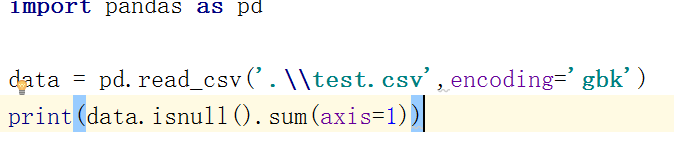 import pandas as pd
data = pd.read_csv('.\\test.csv',encoding='gbk')
print(data.isnull().sum(axis=1))